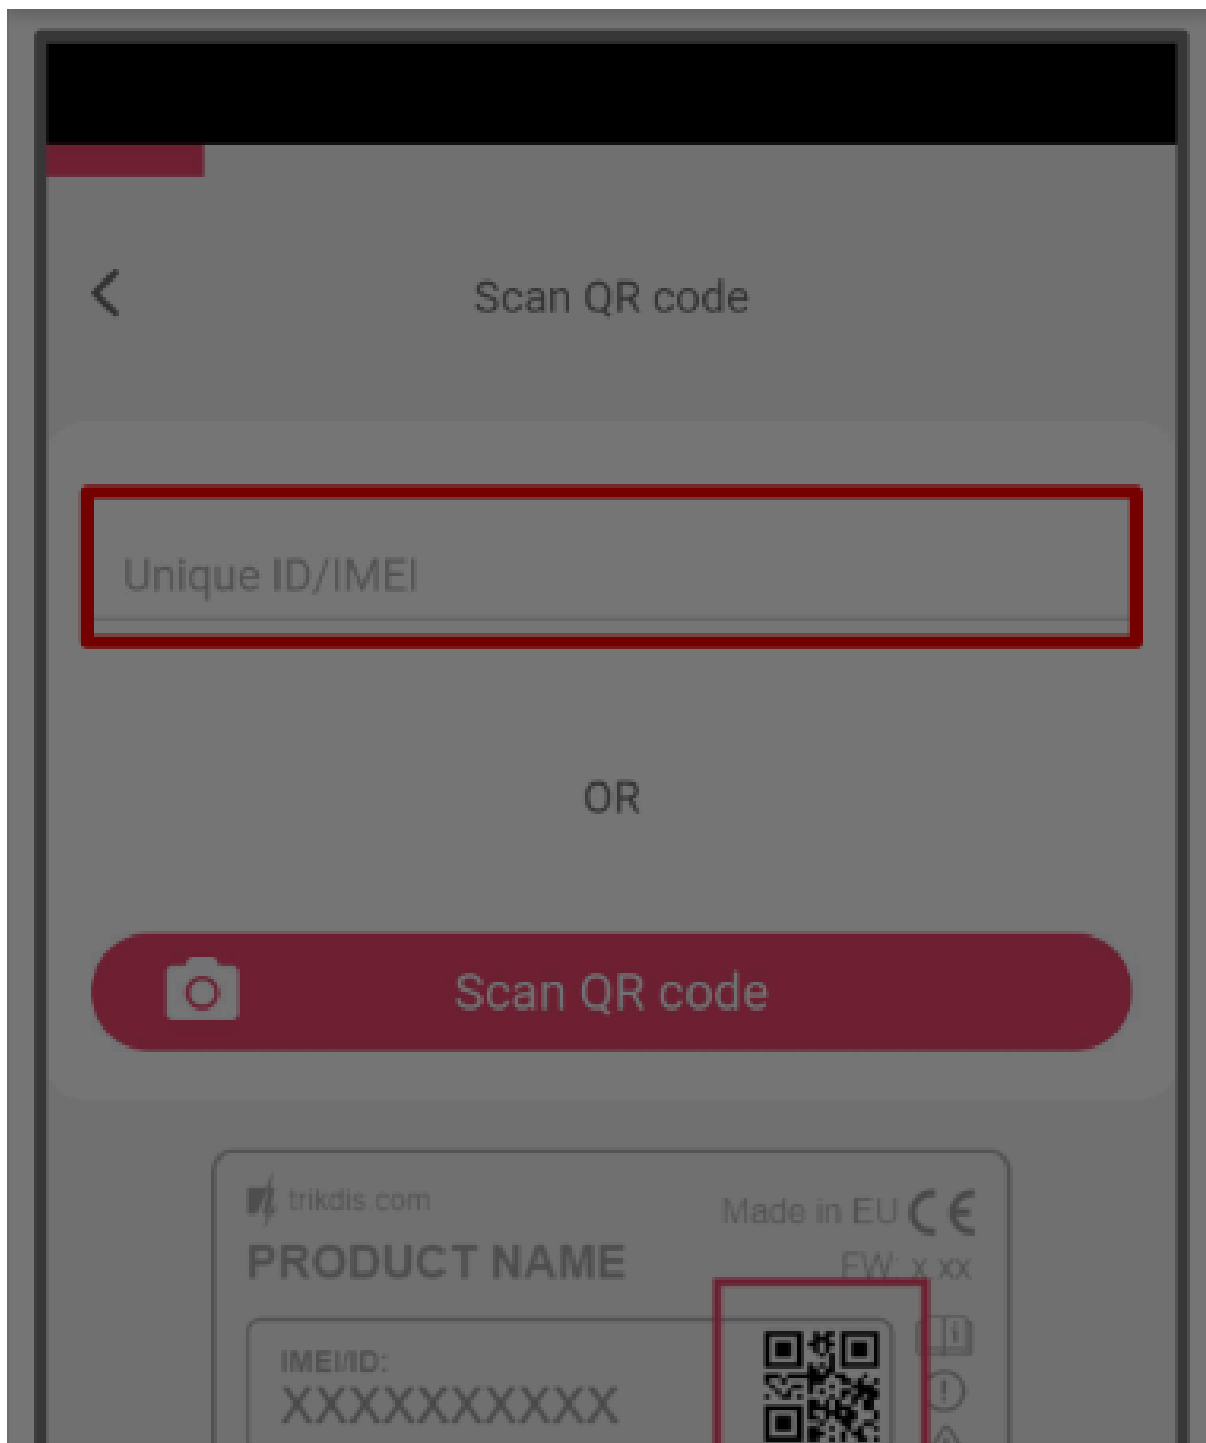 Scan QR code
Unique ID/IMEI
OR
Scan QR code
trikdis.com
Made in EU CE
PRODUCT NAME
FW: x.xx
IMEI/ID:
XXXXXXXXXX